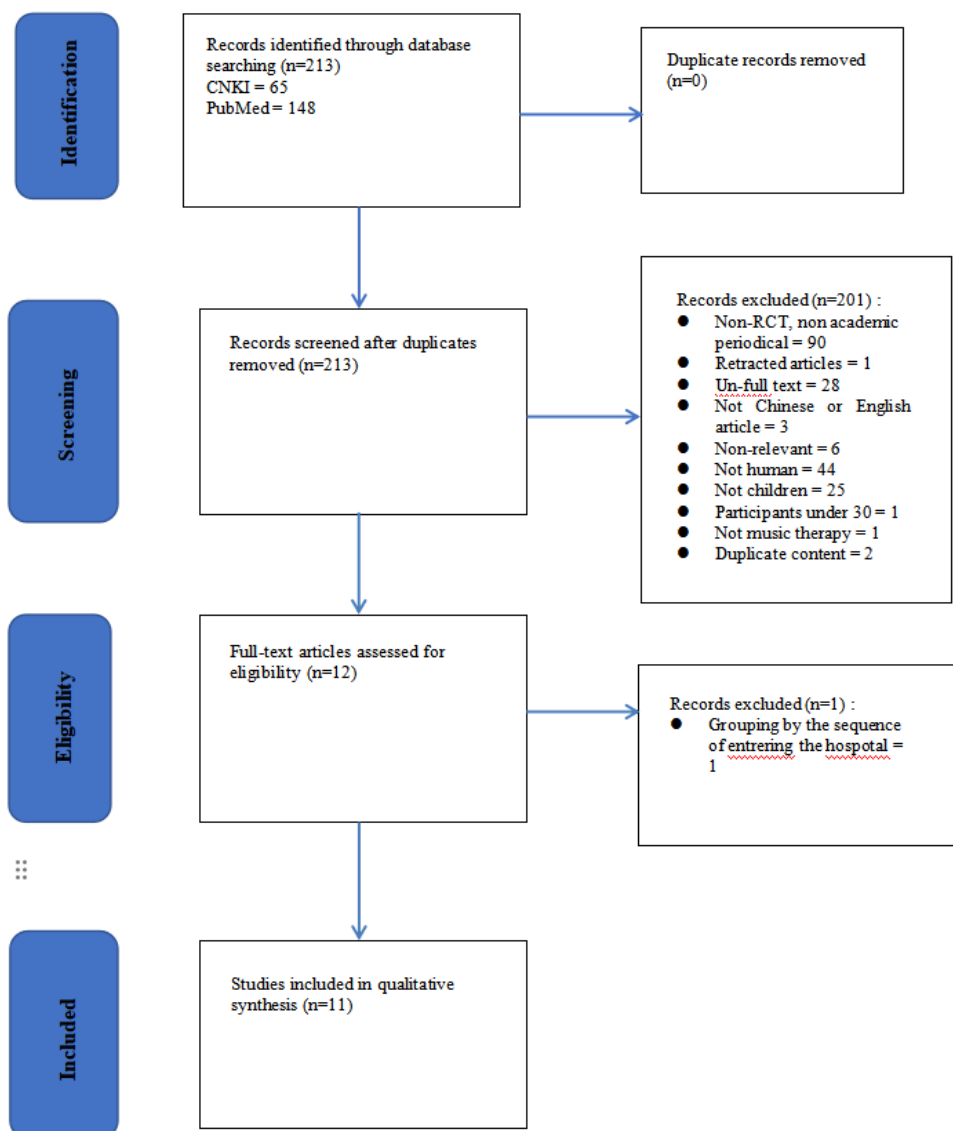 Identification
Records identified through database
searching (n=213)
CNKI = 65
PubMed = 148
Duplicate records removed
(n=0)
Screening
Records screened after duplicates
removed (n=213)
Records excluded (n=201) :
● Non-RCT, non academic
periodical = 90
● Retracted articles = 1
● Un-full text = 28
● Not Chinese or English
article = 3
● Non-relevant = 6
● Not human = 44
● Not children = 25
● Participants under 30 = 1
● Not music therapy = 1
● Duplicate content = 2
Eligibility
Full-text articles assessed for
eligibility (n=12)
Records excluded (n=1) :
● Grouping by the sequence
of entrering the hospotal =
1
Included
Studies included in qualitative
synthesis (n=11)